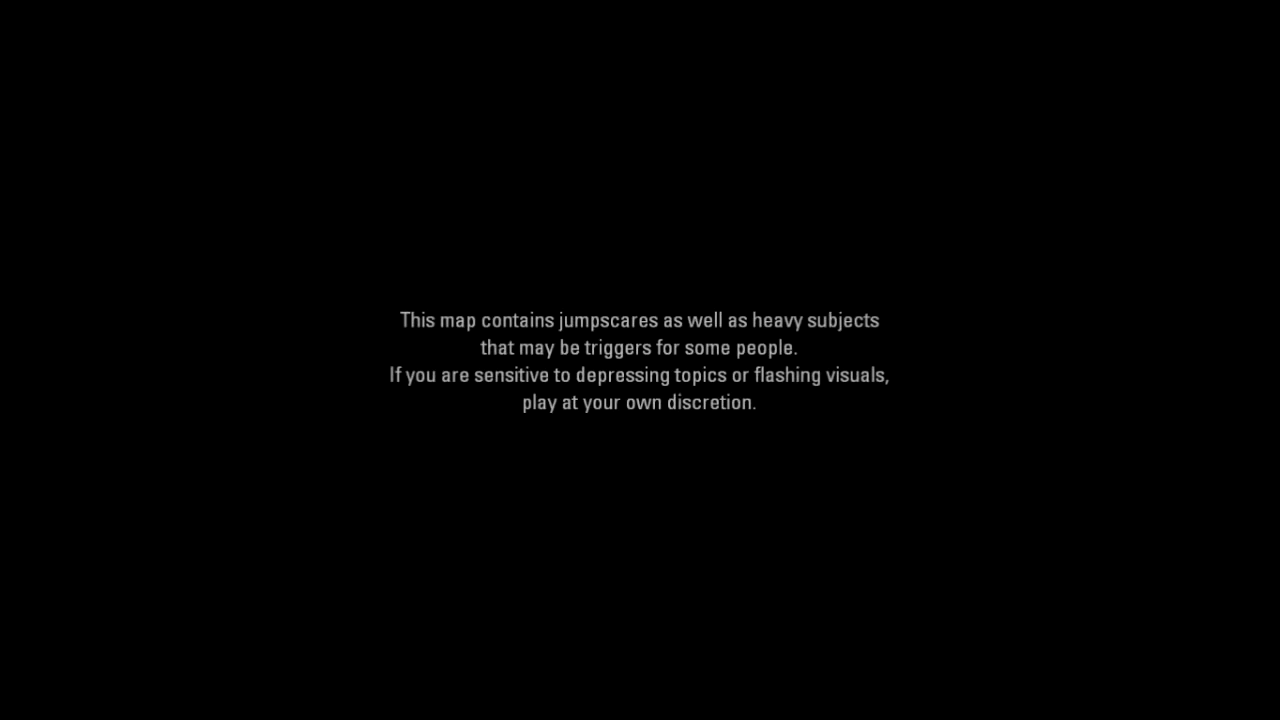 This map contains jumpscares as well as heavy subjects
that may be triggers for some people.
If you are sensitive to depressing topics or flashing visuals,
play at your own discretion.